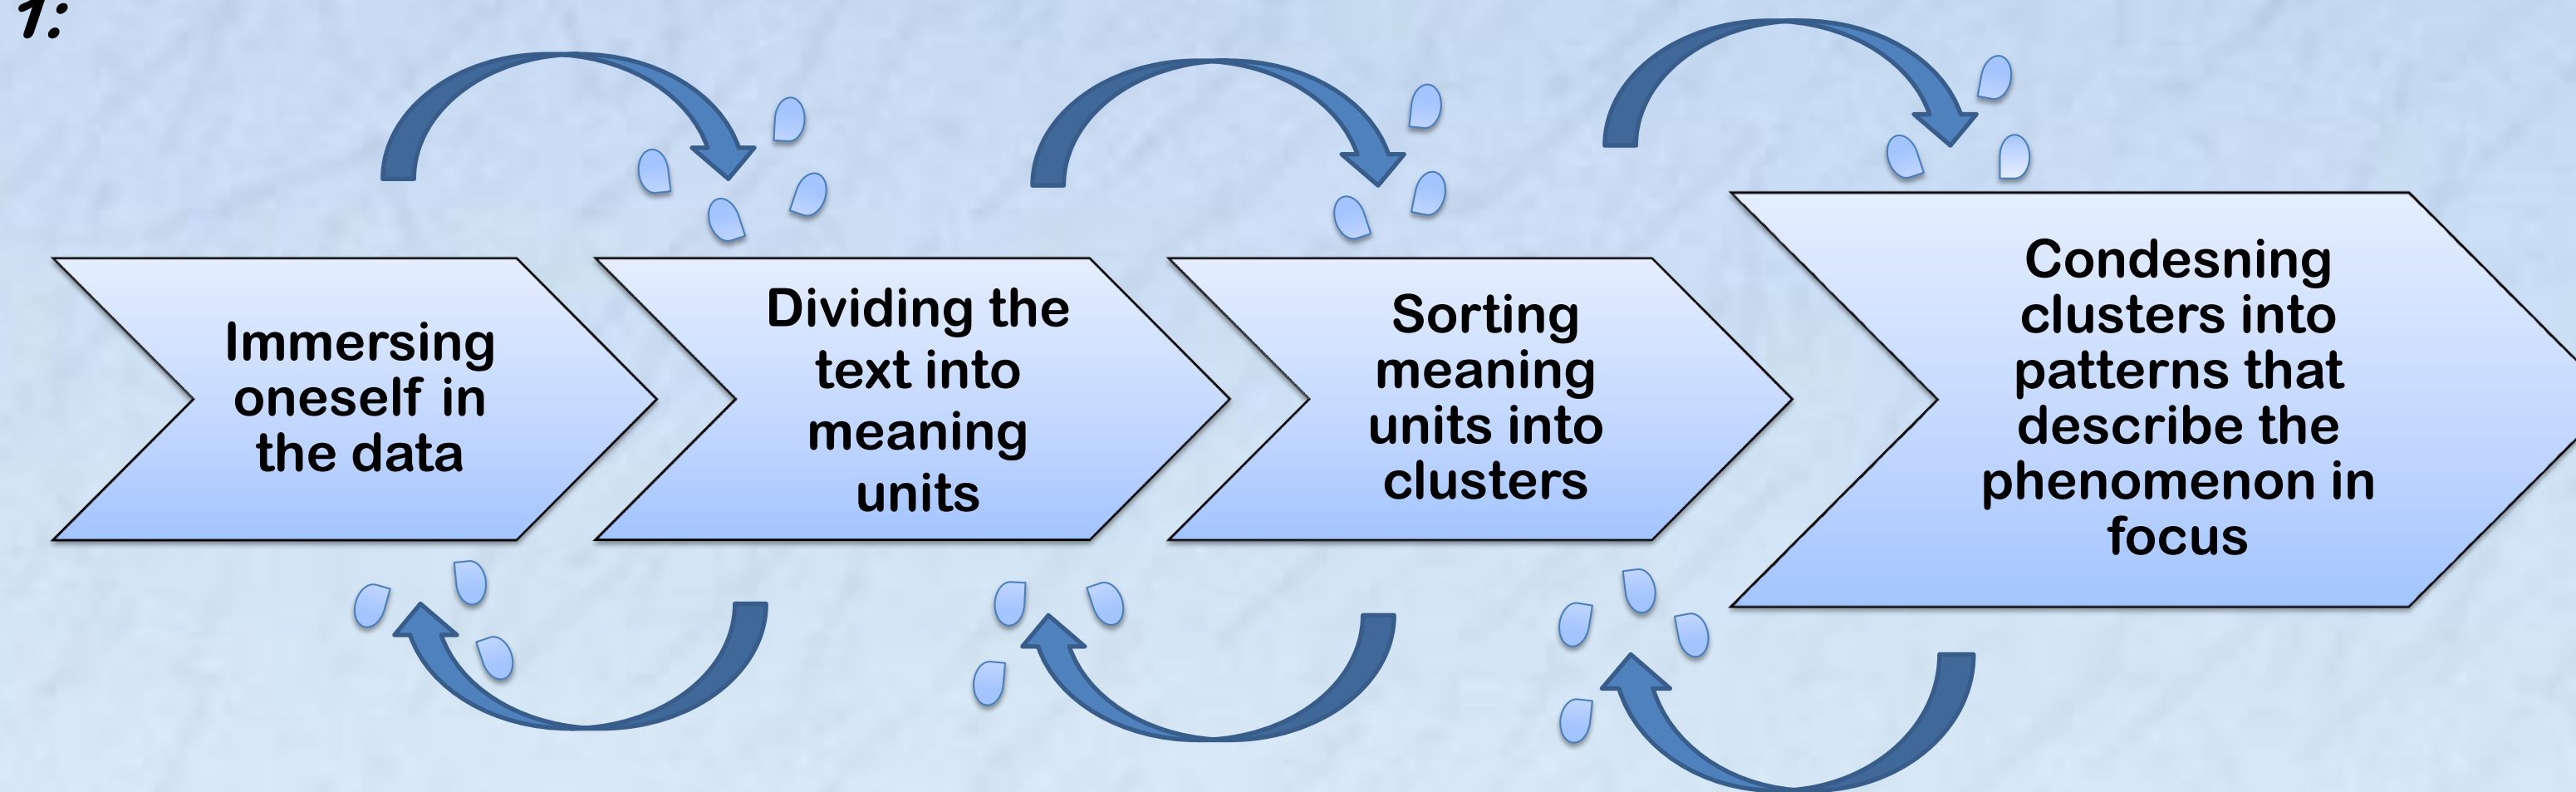 1:
Immersing
oneself in
the data
Dividing the
text into
meaning
units
Sorting
meaning
units into
clusters
Condesning
clusters into
patterns that
describe the
phenomenon in
focus